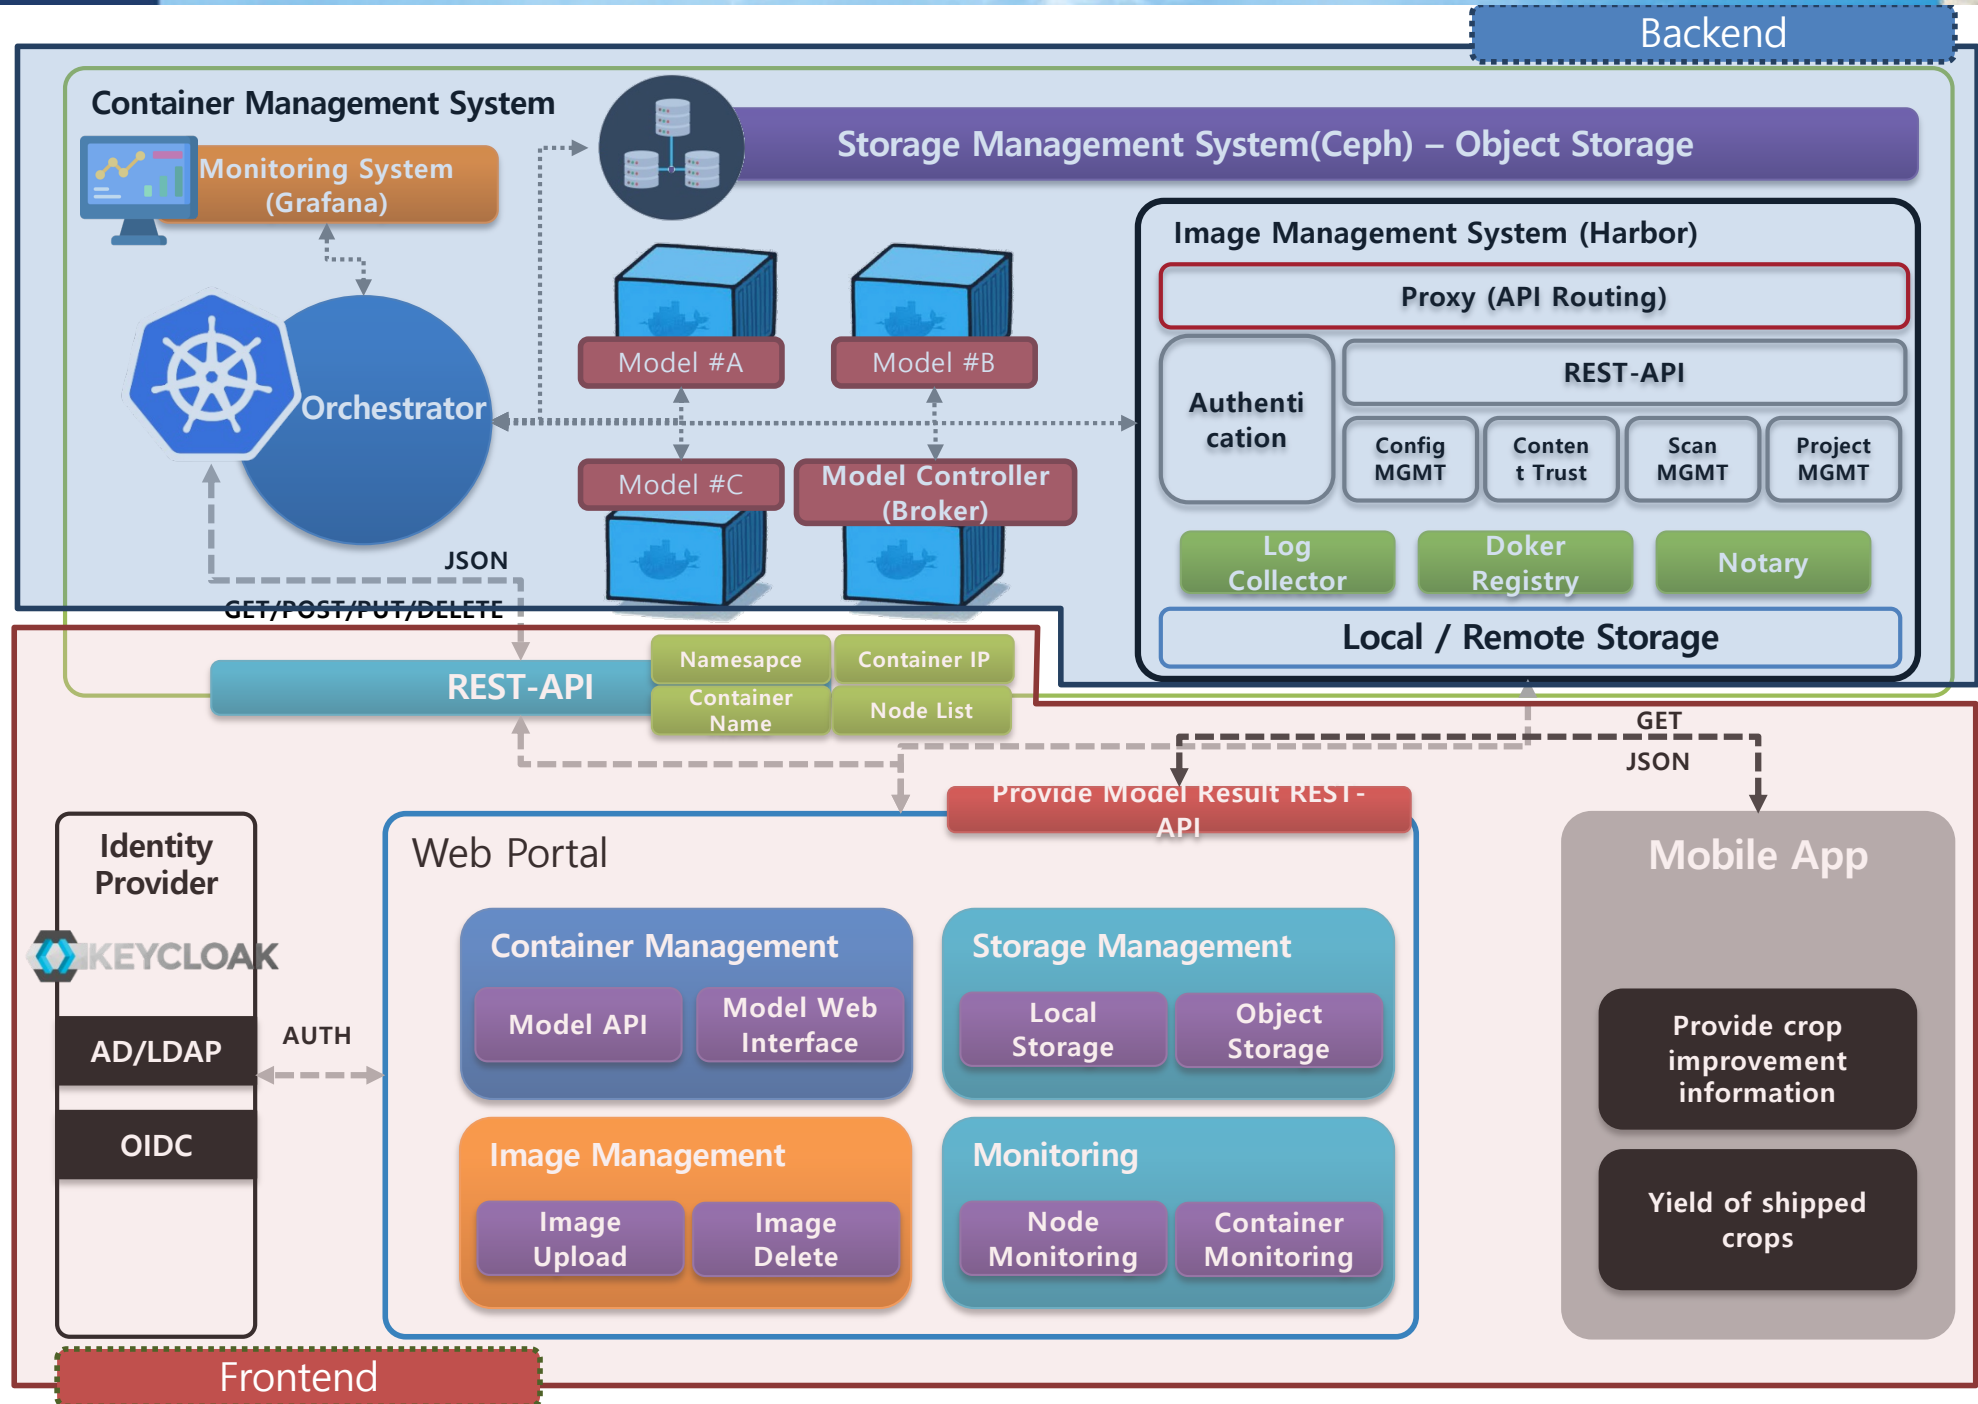 Backend
Container Management System
Monitoring System
(Grafana)
Storage Management System(Ceph) – Object Storage
Image Management System (Harbor)
Proxy (API Routing)
Authenti
cation
REST-API
Config
MGMT
Conten
t Trust
Scan
MGMT
Project
MGMT
Log
Collector
Doker
Registry
Notary
Local / Remote Storage
Orchestrator
Model #A
Model #B
Model #C
Model Controller
(Broker)
JSON
GET/POST/PUT/DELETE
REST-API
Namesapce
Container IP
Container
Name
Node List
GET
JSON
Provide Model Result REST-
API
Identity
Provider
KEYCLOAK
AD/LDAP
OIDC
AUTH
Web Portal
Container Management
Model API
Model Web
Interface
Storage Management
Local
Storage
Object
Storage
Image Management
Image
Upload
Image
Delete
Monitoring
Node
Monitoring
Container
Monitoring
Mobile App
Provide crop
improvement
information
Yield of shipped
crops
Frontend